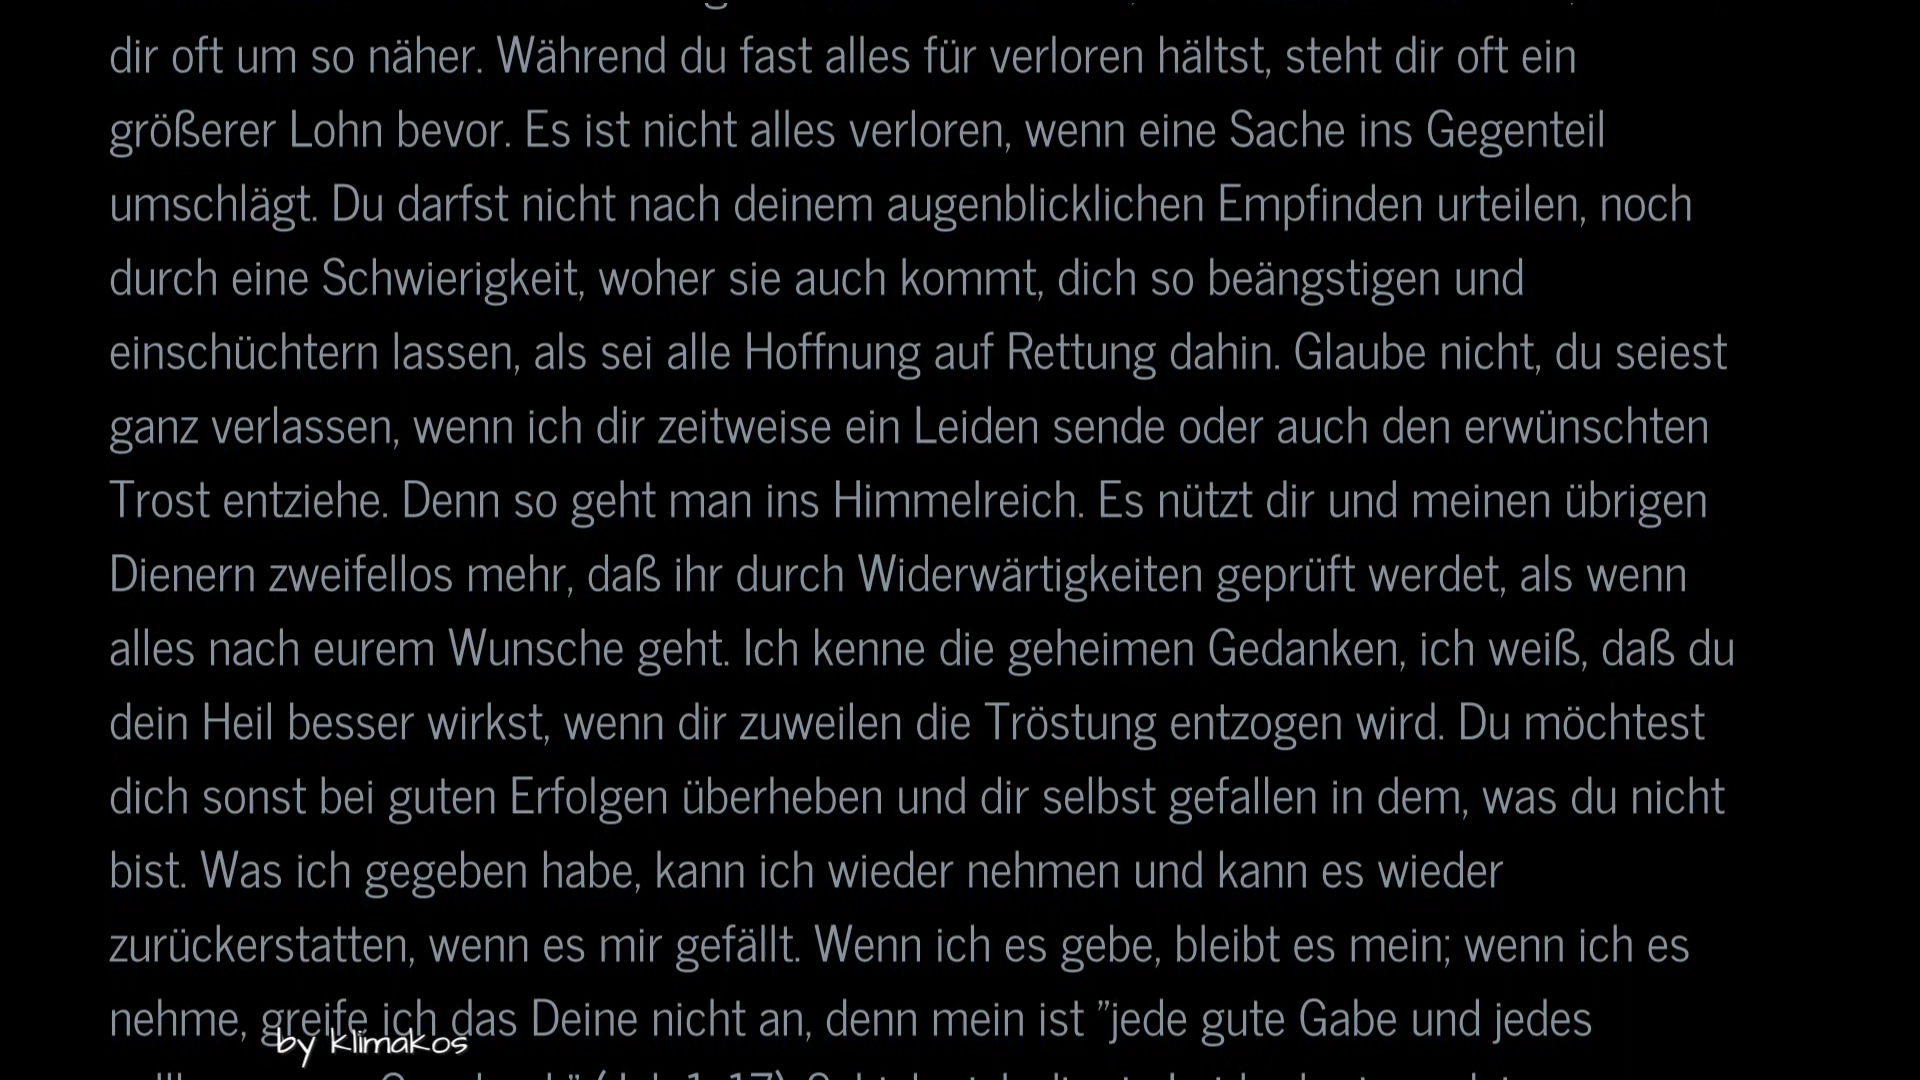 dir oft um so näher. Während du fast alles für verloren hältst, steht dir oft ein
größerer Lohn bevor. Es ist nicht alles verloren, wenn eine Sache ins Gegenteil
umschlägt. Du darfst nicht nach deinem augenblicklichen Empfinden urteilen, noch
durch eine Schwierigkeit, woher sie auch kommt, dich so beängstigen und
einschüchtern lassen, als sei alle Hoffnung auf Rettung dahin. Glaube nicht, du seiest
ganz verlassen, wenn ich dir zeitweise ein Leiden sende oder auch den erwünschten
Trost entziehe. Denn so geht man ins Himmelreich. Es nützt dir und meinen übrigen
Dienern zweifellos mehr, daß ihr durch Widerwärtigkeiten geprüft werdet, als wenn
alles nach eurem Wunsche geht. Ich kenne die geheimen Gedanken, ich weiß, daß du
dein Heil besser wirkst, wenn dir zuweilen die Tröstung entzogen wird. Du möchtest
dich sonst bei guten Erfolgen überheben und dir selbst gefallen in dem, was du nicht
bist. Was ich gegeben habe, kann ich wieder nehmen und kann es wieder
zurückerstatten, wenn es mir gefällt. Wenn ich es gebe, bleibt es mein; wenn ich es
nehme, greife ich das Deine nicht an, denn mein ist ”jede gute Gabe und jedes
by klimakos